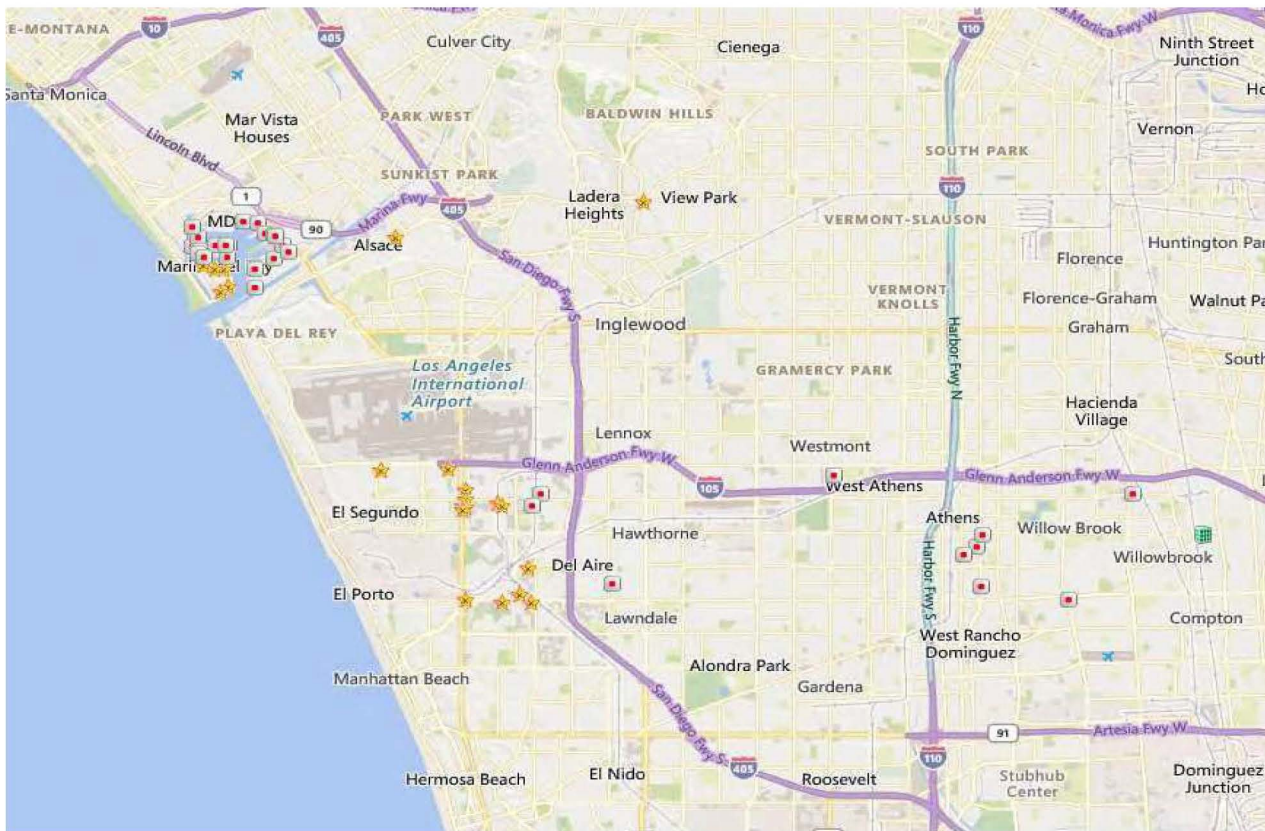 E-MONTANA
10
405
Culver City
Cienega
110
Monica Fwy W
Ninth Street
Junction
Santa Monica
Mar Vista
Houses
PARK WEST
BALDWIN HILLS
Vernon
Lincoln Blvd
SOUTH PARK
SUNKIST PARK
110
1
Marina Fwy
405
Ladera
Heights
View Park
VERMONT-SLAUSON
MD
90
Alsace
Huntington Par
San Diego Fwy S
Florence
VERMONT
KNOLLS
Florence-Graham
Walnut Pa
PLAYA DEL REY
Inglewood
Graham
Harbor Fwy N
South
Los Angeles
International
Airport
GRAMERCY PARK
Hacienda
Village
Lennox
Westmont
Glenn Anderson Fwy W
105
West Athens
110
Glenn Anderson Fwy W
El Segundo
Athens
Willow Brook
Hawthorne
Willowbrook
Del Aire
Harbor Fwy S
El Porto
Lawndale
Compton
West Rancho
Dominguez
Alondra Park
Manhattan Beach
Gardena
San Diego Fwy S
91
Artesia Fwy W
110
405
Hermosa Beach
El Nido
Roosevelt
Stubhub
Center
Dominguez
Junction